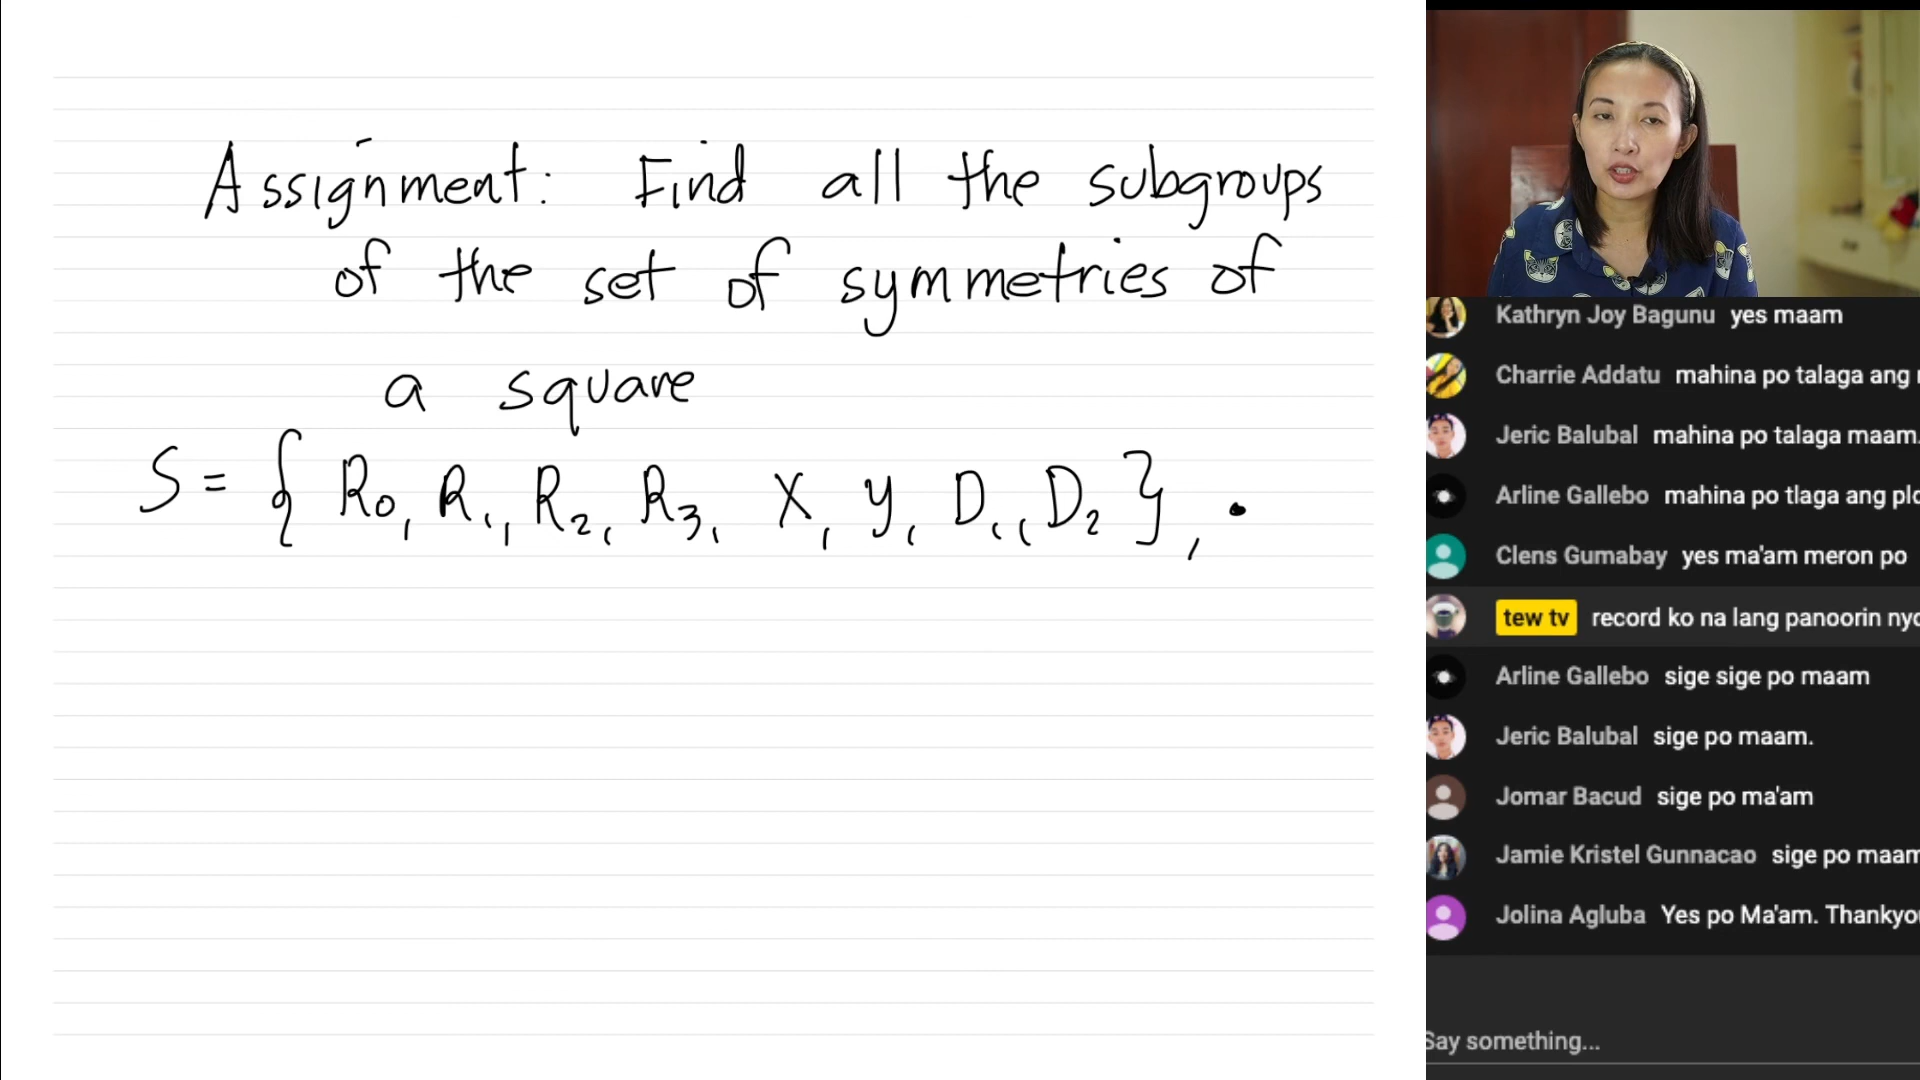 Assignment: Find all the subgroups
of the set of symmetries of
a square
S = { R₀, R₁, R₂, R₃, X, Y, D₁, D₂ }, •
Kathryn Joy Bagunu yes maam
Charrie Addatu mahina po talaga ang
Jeric Balubal mahina po talaga maam.
Arline Gallebo mahina po tlaga ang
Clens Gumabay yes ma'am meron po
tew tv record ko na lang panoorin
Arline Gallebo sige sige po maam
Jeric Balubal sige po maam.
Jomar Bacud sige po ma'am
Jamie Kristel Gunnacao sige po maam
Jolina Agluba Yes po Ma'am.
Say something...